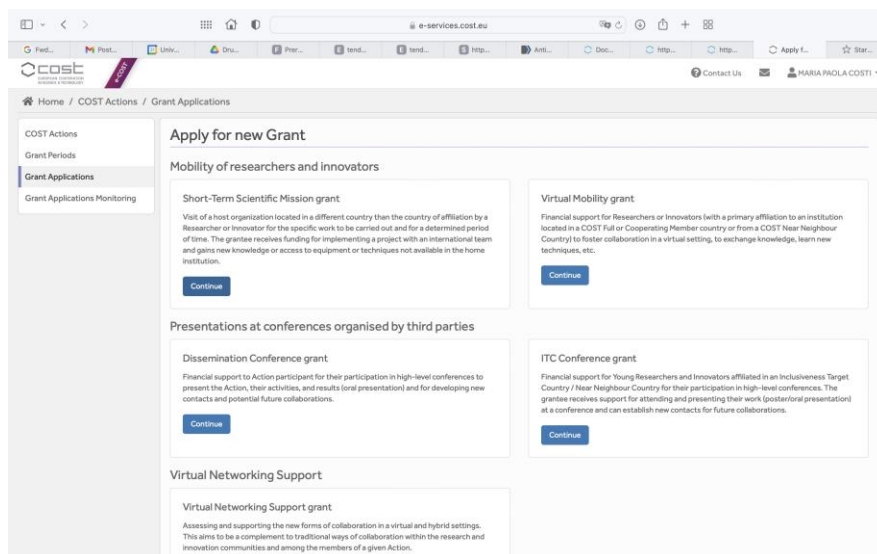 e-services.cost.eu
G Fwd...
Post...
Univ...
Dru...
Prer...
E tend...
E tend...
S http...
Anti...
Doc...
http...
http...
Apply f...
Star...
cost
EUROPEAN COOPERATION
IN SCIENCE & TECHNOLOGY
e-COST
Contact Us
MARIA PAOLA COSTI
Home / COST Actions / Grant Applications
COST Actions
Grant Periods
Grant Applications
Grant Applications Monitoring
Apply for new Grant
Mobility of researchers and innovators
Short-Term Scientific Mission grant
Visit of a host organization located in a different country than the country of affiliation by a
Researcher or Innovator for the specific work to be carried out and for a determined period
of time. The grantee receives funding for implementing a project with an international team
and gains new knowledge or access to equipment or techniques not available in the home
institution.
Continue
Virtual Mobility grant
Financial support for Researchers or Innovators (with a primary affiliation to an institution
located in a COST Full or Cooperating Member country or from a COST Near Neighbour
Country) to foster collaboration in a virtual setting, to exchange knowledge, learn new
techniques, etc.
Continue
Presentations at conferences organised by third parties
Dissemination Conference grant
Financial support to Action participant for their participation in high-level conferences to
present the Action, their activities, and results (oral presentation) and for developing new
contacts and potential future collaborations.
Continue
ITC Conference grant
Financial support for Young Researchers and Innovators affiliated in an Inclusiveness Target
Country / Near Neighbour Country for their participation in high-level conferences. The
grantee receives support for attending and presenting their work (poster/oral presentation)
at a conference and can establish new contacts for future collaborations.
Continue
Virtual Networking Support
Virtual Networking Support grant
Assessing and supporting the new forms of collaboration in a virtual and hybrid settings.
This aims to be a complement to traditional ways of collaboration within the research and
innovation communities and among the members of a given Action.